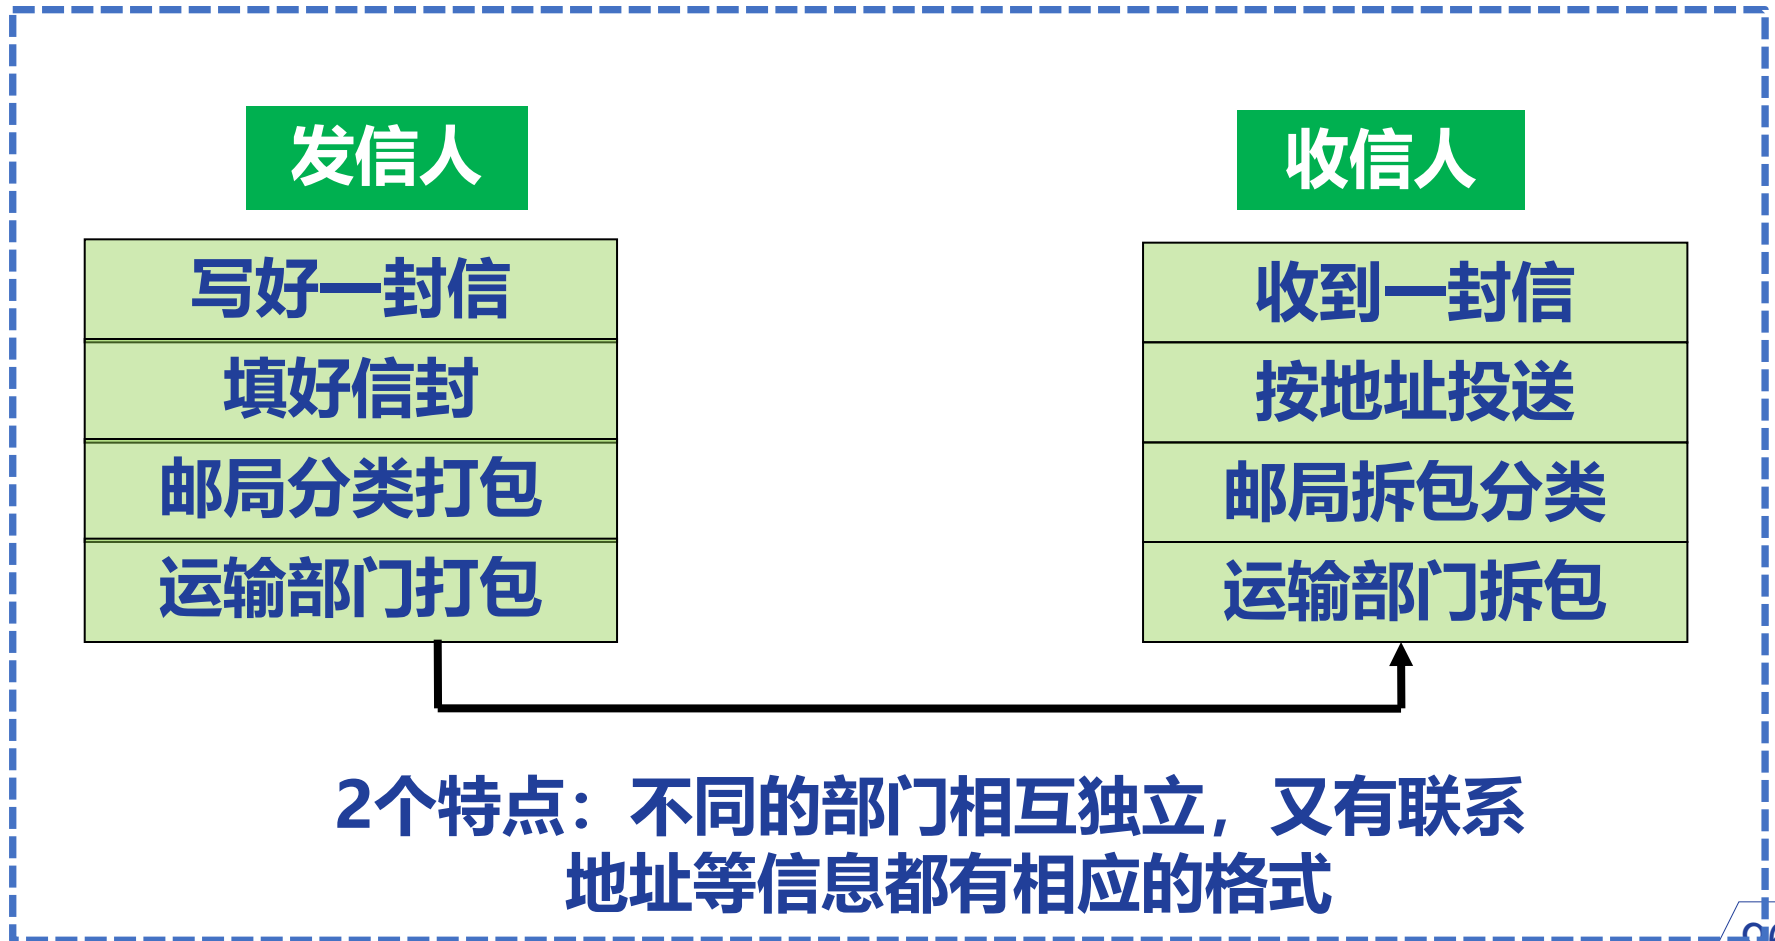 发信人
写好一封信
填好信封
邮局分类打包
运输部门打包
收信人
收到一封信
按地址投送
邮局拆包分类
运输部门拆包
2个特点：不同的部门相互独立，又有联系
地址等信息都有相应的格式